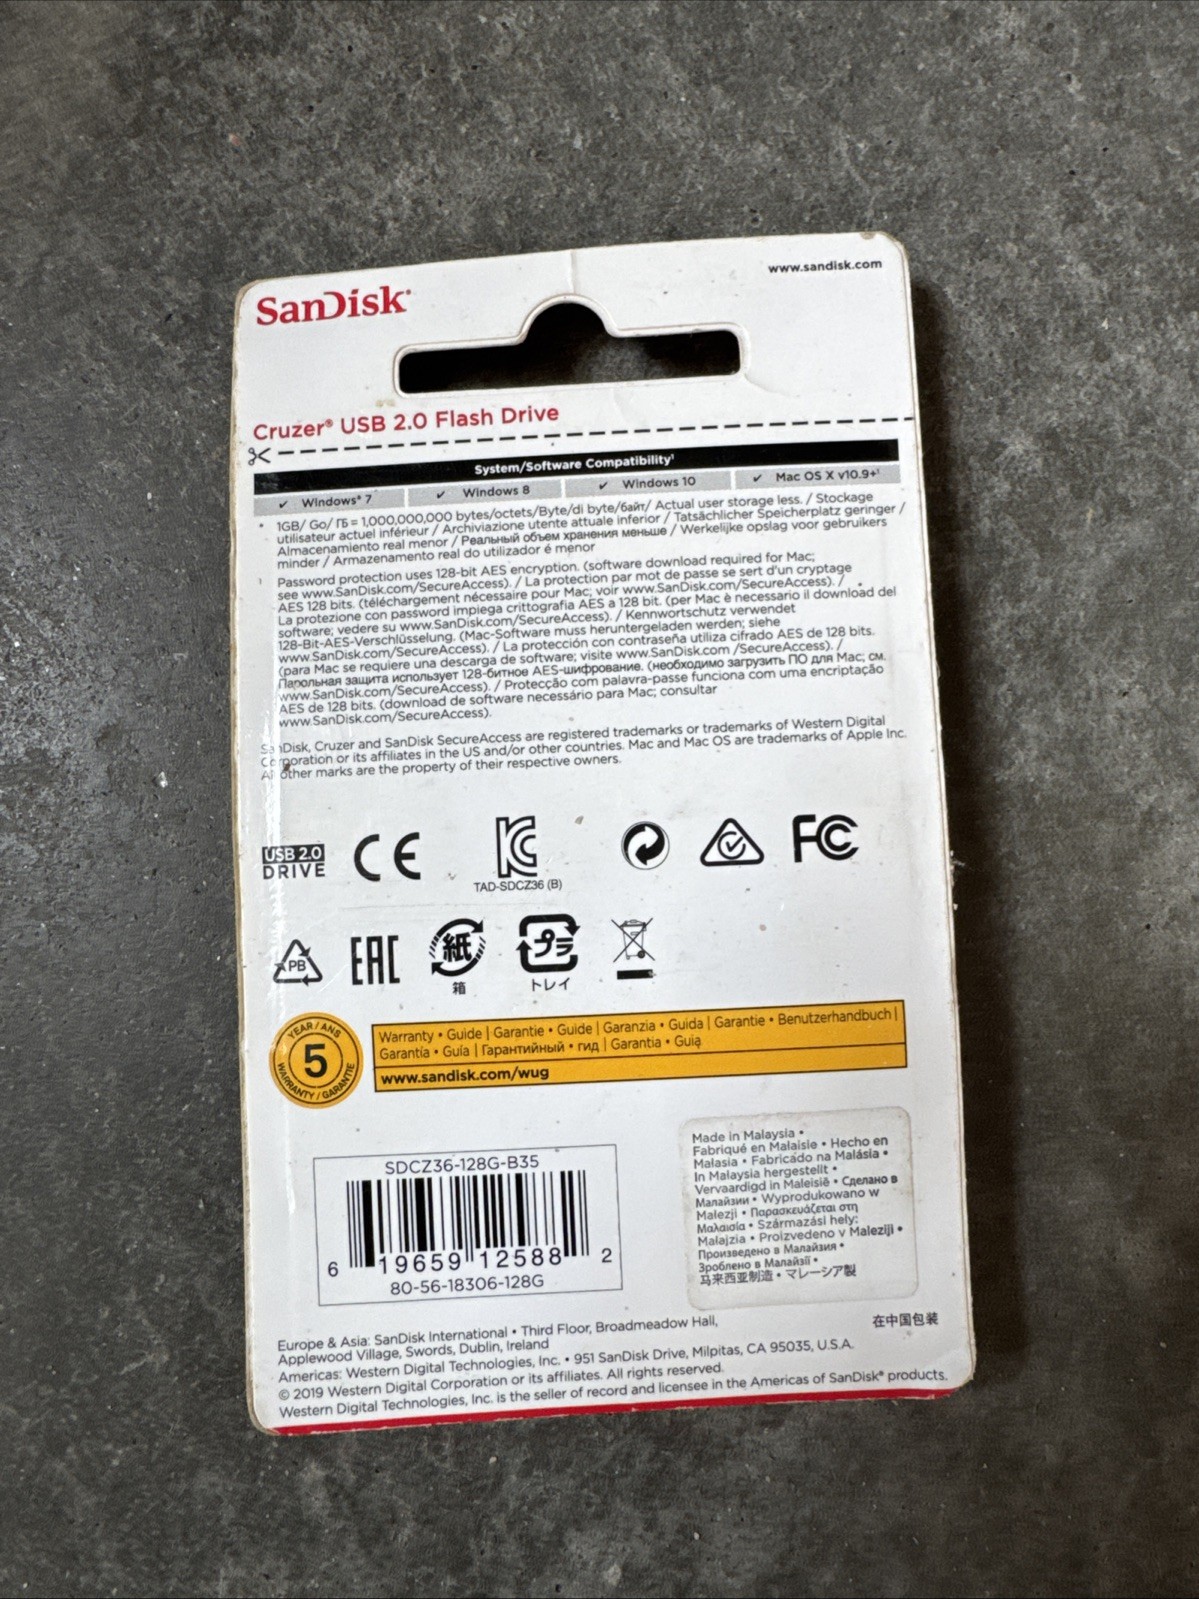 www.sandisk.com
SanDisk®
Cruzer® USB 2.0 Flash Drive
System/Software Compatibility¹
✓ Windows® 7 ✓ Windows 8 ✓ Windows 10 ✓ Mac OS X v10.9+¹
* 1GB/ Go/ ГБ = 1,000,000,000 bytes/octets/Byte/di byte/байт/ Actual user storage less. / Stockage
utilisateur actuel inférieur / Archiviazione utente attuale inferior / Tatsächlicher Speicherplatz geringer /
Almacenamiento real menor / Реальный объем хранения меньше / Werkelijke opslag voor gebruikers
minder / Armazenamento real do utilizador é menor
¹ Password protection uses 128-bit AES encryption. (software download required for Mac;
see www.SanDisk.com/SecureAccess). / La protection par mot de passe se sert d'un cryptage
AES 128 bits. (téléchargement nécessaire pour Mac, voir www.SanDisk.com/SecureAccess). /
La protezione con password impiega crittografia AES a 128 bit. (per Mac è necessario il download del
software; vedere su www.SanDisk.com/SecureAccess). / Kennwortschutz verwendet
128-Bit-AES-Verschlüsselung. (Mac-Software muss heruntergeladen werden; siehe
www.SanDisk.com/SecureAccess). / La protección con contraseña utiliza cifrado AES de 128 bits.
(para Mac se requiere una descarga de software; visite www.SanDisk.com /SecureAccess). /
Парольная защита использует 128-битное AES-шифрование. (необходимо загрузить ПО для Mac; см.
www.SanDisk.com/SecureAccess). / Protecção com palavra-passe funciona com uma encriptação
AES de 128 bits. (download de software necessário para Mac; consultar
www.SanDisk.com/SecureAccess).
SanDisk, Cruzer and SanDisk SecureAccess are registered trademarks or trademarks of Western Digital
Corporation or its affiliates in the US and/or other countries. Mac and Mac OS are trademarks of Apple Inc.
All other marks are the property of their respective owners.
USB 2.0
DRIVE
CE
KC
FC
TAD-SDCZ36 (B)
PB
EAC
紙
箱
プラ
トレイ
YEAR / ANS
5
WARRANTY / GARANTIE
Warranty • Guide | Garantie • Guide | Garanzia • Guida | Garantie • Benutzerhandbuch |
Garantía • Guía | Гарантийный • гид | Garantia • Guia
www.sandisk.com/wug
SDCZ36-128G-B35
6 19659 12588 2
80-56-18306-128G
Made in Malaysia •
Fabriqué en Malaisie • Hecho en
Malasia • Fabricado na Malásia •
In Malaysia hergestellt •
Vervaardigd in Maleisië • Сделано в
Малайзии • Wyprodukowano w
Malezji • Παρασκευάζεται στη
Μαλαισία • Származási hely:
Malajzia • Proizvedeno v Maleziji •
Произведено в Малайзия •
Зроблено в Малайзії •
马来西亚制造 • マレーシア製
在中国包装
Europe & Asia: SanDisk International • Third Floor, Broadmeadow Hall,
Applewood Village, Swords, Dublin, Ireland
Americas: Western Digital Technologies, Inc. • 951 SanDisk Drive, Milpitas, CA 95035, U.S.A.
© 2019 Western Digital Corporation or its affiliates. All rights reserved.
Western Digital Technologies, Inc. is the seller of record and licensee in the Americas of SanDisk® products.